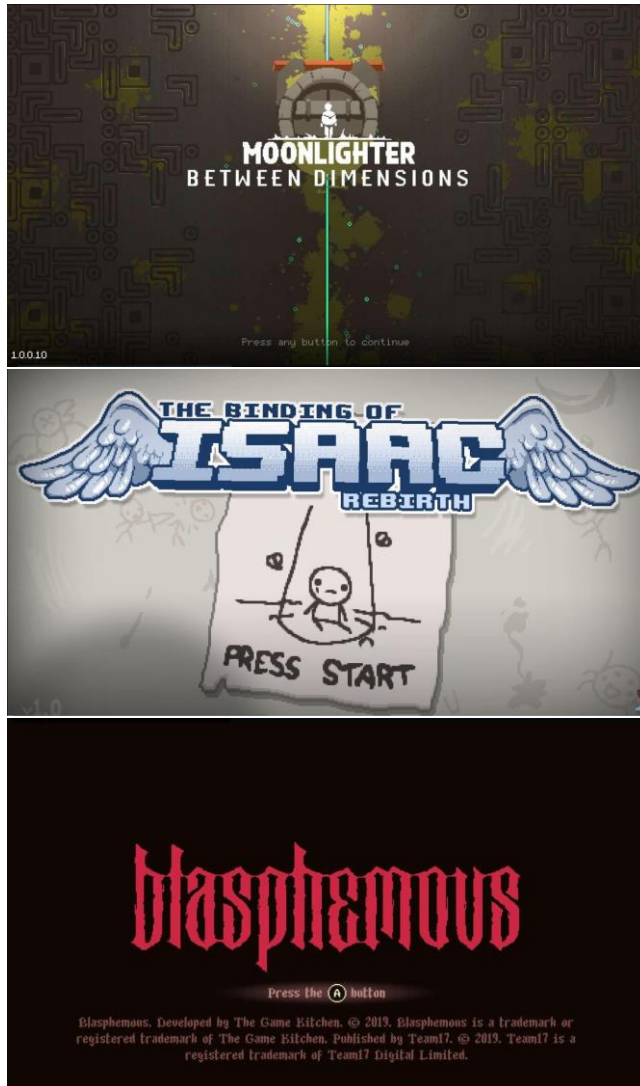 MOONLIGHTER
BETWEEN DIMENSIONS
Press any button to continue
1.0.0.10
THE BINDING OF
ISAAC
REBIRTH
PRESS START
v1.0
blasphemous
Press the A button
Blasphemous. Developed by The Game Kitchen. © 2019. Blasphemous is a trademark or
registered trademark of The Game Kitchen. Published by Team17. © 2019. Team17 is a
registered trademark of Team17 Digital Limited.